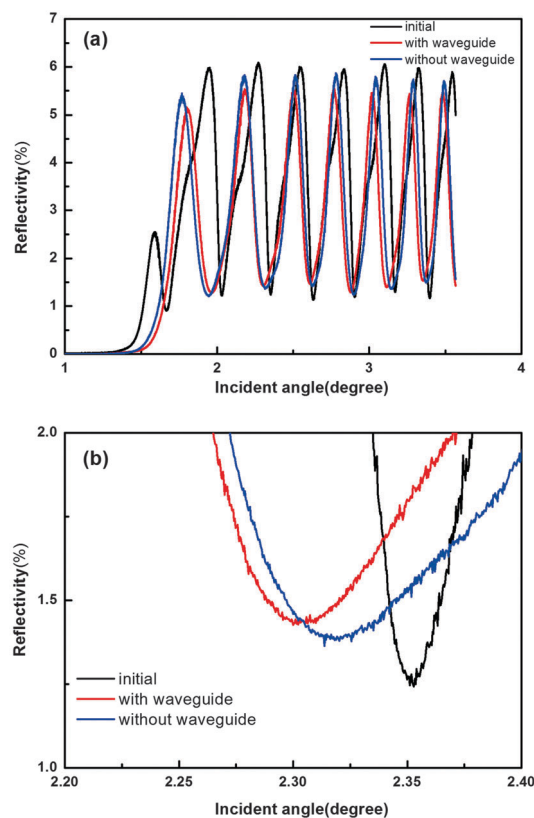 (a)
initial
with waveguide
without waveguide
7
6
5
4
3
2
1
0
Reflectivity(%)
1 2 3 4
Incident angle(degree)
(b)
2.0
1.5
1.0
Reflectivity(%)
initial
with waveguide
without waveguide
2.20 2.25 2.30 2.35 2.40
Incident angle(degree)